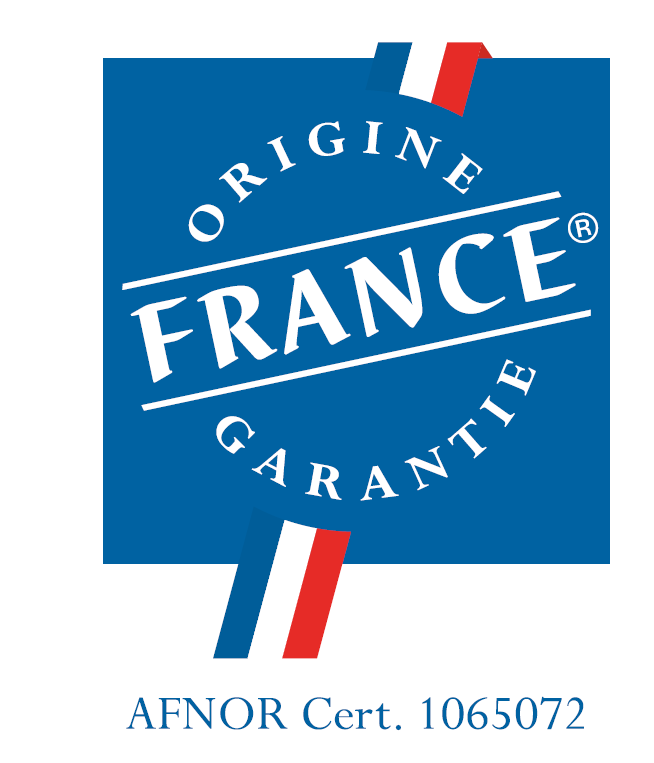 ORIGINE
FRANCE®
GARANTIE
AFNOR Cert. 1065072